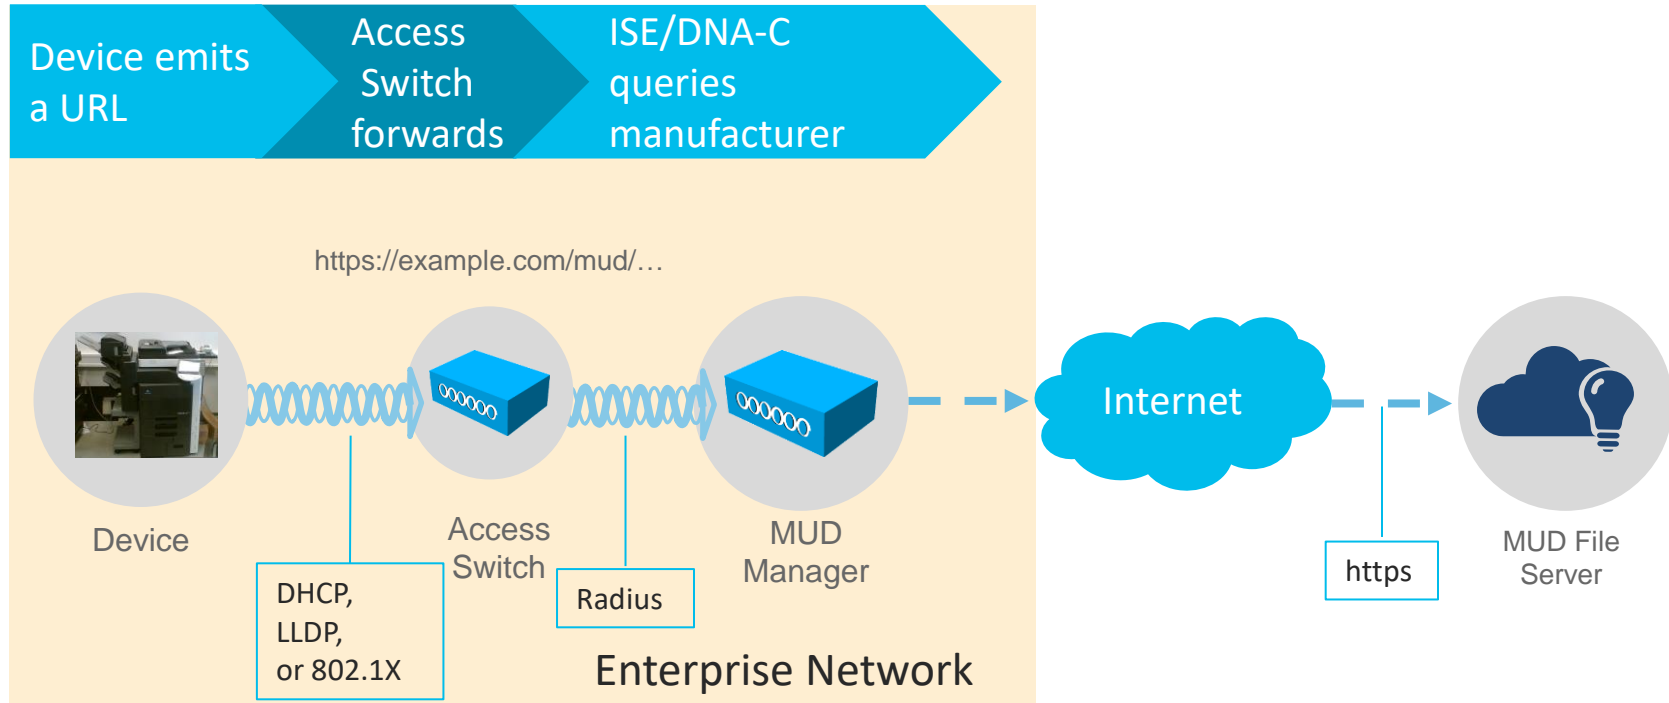 Device emits
a URL
Access
Switch
forwards
ISE/DNA-C
queries
manufacturer
https://example.com/mud/…
Internet
Device
Access
Switch
MUD
Manager
MUD File
Server
DHCP,
LLDP,
or 802.1X
Radius
https
Enterprise Network